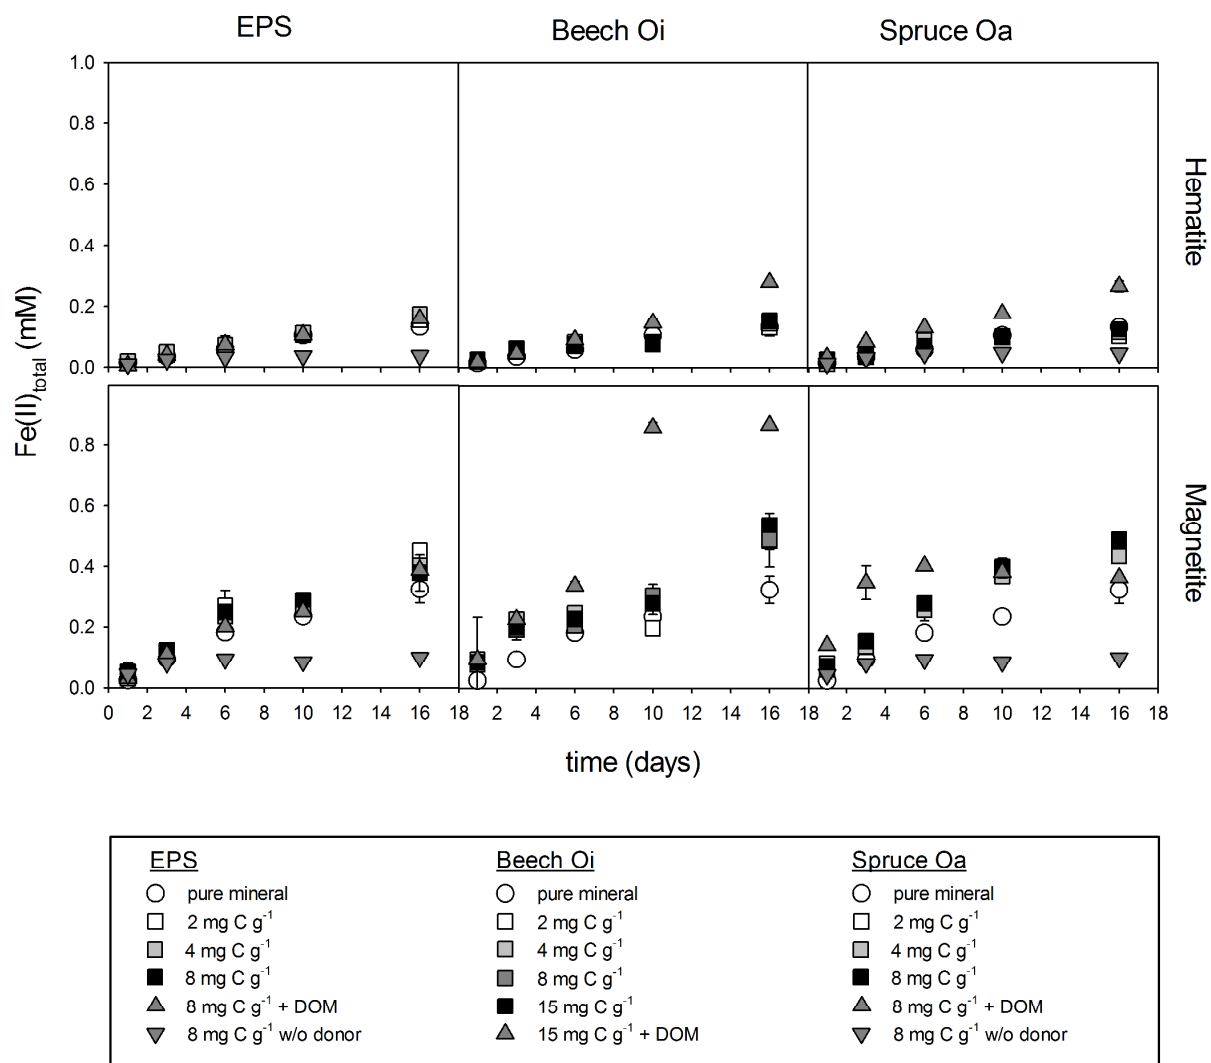 EPS Beech Oi Spruce Oa
1.0
0.8
0.6
0.4
0.2
0.0
Hematite
Fe(II)total (mM)
0.8
0.6
0.4
0.2
0.0
Magnetite
0 2 4 6 8 10 12 14 16 18 2 4 6 8 10 12 14 16 18 2 4 6 8 10 12 14 16 18
time (days)
EPS
pure mineral
2 mg C g-1
4 mg C g-1
8 mg C g-1
8 mg C g-1 + DOM
8 mg C g-1 w/o donor
Beech Oi
pure mineral
2 mg C g-1
4 mg C g-1
8 mg C g-1
15 mg C g-1
15 mg C g-1 + DOM
Spruce Oa
pure mineral
2 mg C g-1
4 mg C g-1
8 mg C g-1
8 mg C g-1 + DOM
8 mg C g-1 w/o donor